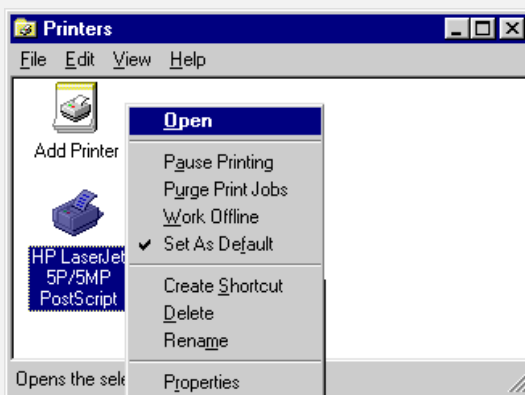 Printers
File Edit View Help
Add Printer
HP LaserJet
5P/5MP
PostScript
Open
Pause Printing
Purge Print Jobs
Work Offline
Set As Default
Create Shortcut
Delete
Rename
Properties
Opens the sele